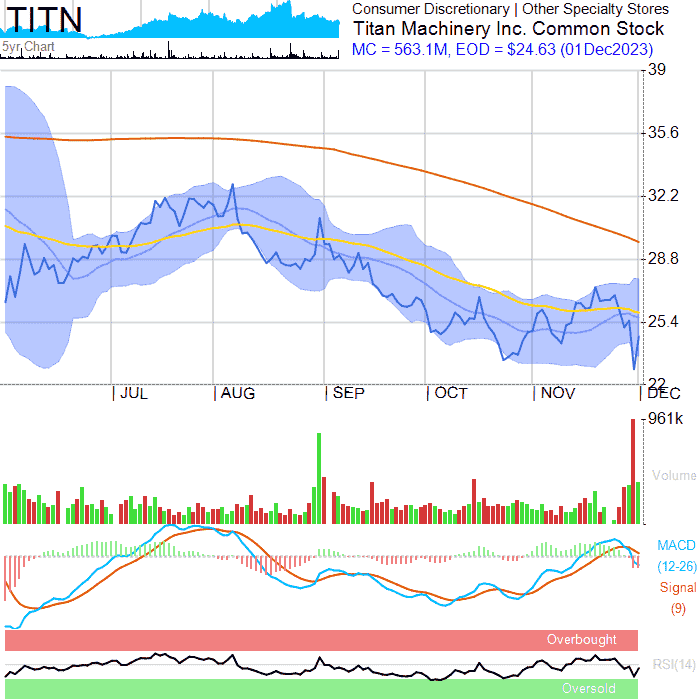 TITN
5yr Chart
Consumer Discretionary | Other Specialty Stores
Titan Machinery Inc. Common Stock
MC = 563.1M, EOD = $24.63 (01Dec2023)
39
35.6
32.2
28.8
25.4
22
JUL
AUG
SEP
OCT
NOV
DEC
961k
Volume
MACD
(12-26)
Signal
(9)
Overbought
RSI(14)
Oversold